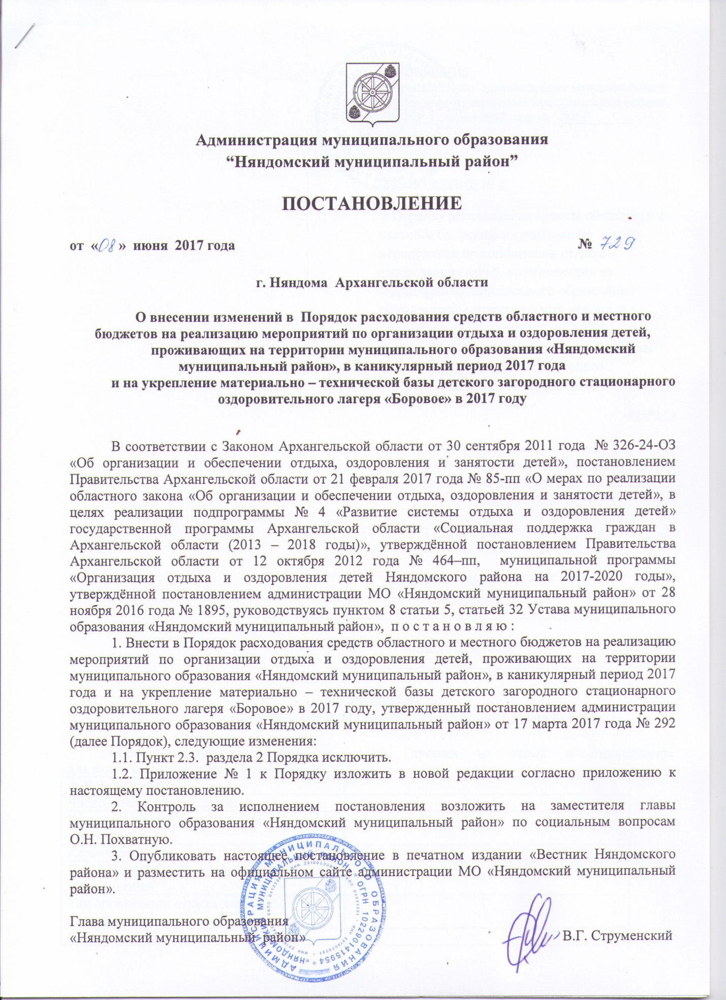 Администрация муниципального образования
“Няндомский муниципальный район”
ПОСТАНОВЛЕНИЕ
от «08» июня 2017 года № 729
г. Няндома Архангельской области
О внесении изменений в Порядок расходования средств областного и местного
бюджетов на реализацию мероприятий по организации отдыха и оздоровления детей,
проживающих на территории муниципального образования «Няндомский
муниципальный район», в каникулярный период 2017 года
и на укрепление материально – технической базы детского загородного стационарного
оздоровительного лагеря «Боровое» в 2017 году
В соответствии с Законом Архангельской области от 30 сентября 2011 года № 326-24-ОЗ
«Об организации и обеспечении отдыха, оздоровления и занятости детей», постановлением
Правительства Архангельской области от 21 февраля 2017 года № 85-пп «О мерах по реализации
областного закона «Об организации и обеспечении отдыха, оздоровления и занятости детей», в
целях реализации подпрограммы № 4 «Развитие системы отдыха и оздоровления детей»
государственной программы Архангельской области «Социальная поддержка граждан в
Архангельской области (2013 – 2018 годы)», утверждённой постановлением Правительства
Архангельской области от 12 октября 2012 года № 464–пп, муниципальной программы
«Организация отдыха и оздоровления детей Няндомского района на 2017-2020 годы»,
утверждённой постановлением администрации МО «Няндомский муниципальный район» от 28
ноября 2016 года № 1895, руководствуясь пунктом 8 статьи 5, статьей 32 Устава муниципального
образования «Няндомский муниципальный район», п о с т а н о в л я ю :
1. Внести в Порядок расходования средств областного и местного бюджетов на реализацию
мероприятий по организации отдыха и оздоровления детей, проживающих на территории
муниципального образования «Няндомский муниципальный район», в каникулярный период 2017
года и на укрепление материально – технической базы детского загородного стационарного
оздоровительного лагеря «Боровое» в 2017 году, утвержденный постановлением администрации
муниципального образования «Няндомский муниципальный район» от 17 марта 2017 года № 292
(далее Порядок), следующие изменения:
1.1. Пункт 2.3. раздела 2 Порядка исключить.
1.2. Приложение № 1 к Порядку изложить в новой редакции согласно приложению к
настоящему постановлению.
2. Контроль за исполнением постановления возложить на заместителя главы
муниципального образования «Няндомский муниципальный район» по социальным вопросам
О.Н. Похватную.
3. Опубликовать настоящее постановление в печатном издании «Вестник Няндомского
района» и разместить на официальном сайте администрации МО «Няндомский муниципальный
район».
Глава муниципального образования
«Няндомский муниципальный район» В.Г. Струменский
АДМИНИСТРАЦИЯ МУНИЦИПАЛЬНОГО ОБРАЗОВАНИЯ
«НЯНДОМСКИЙ МУНИЦИПАЛЬНЫЙ РАЙОН» * ОГРН 1022901415954 *